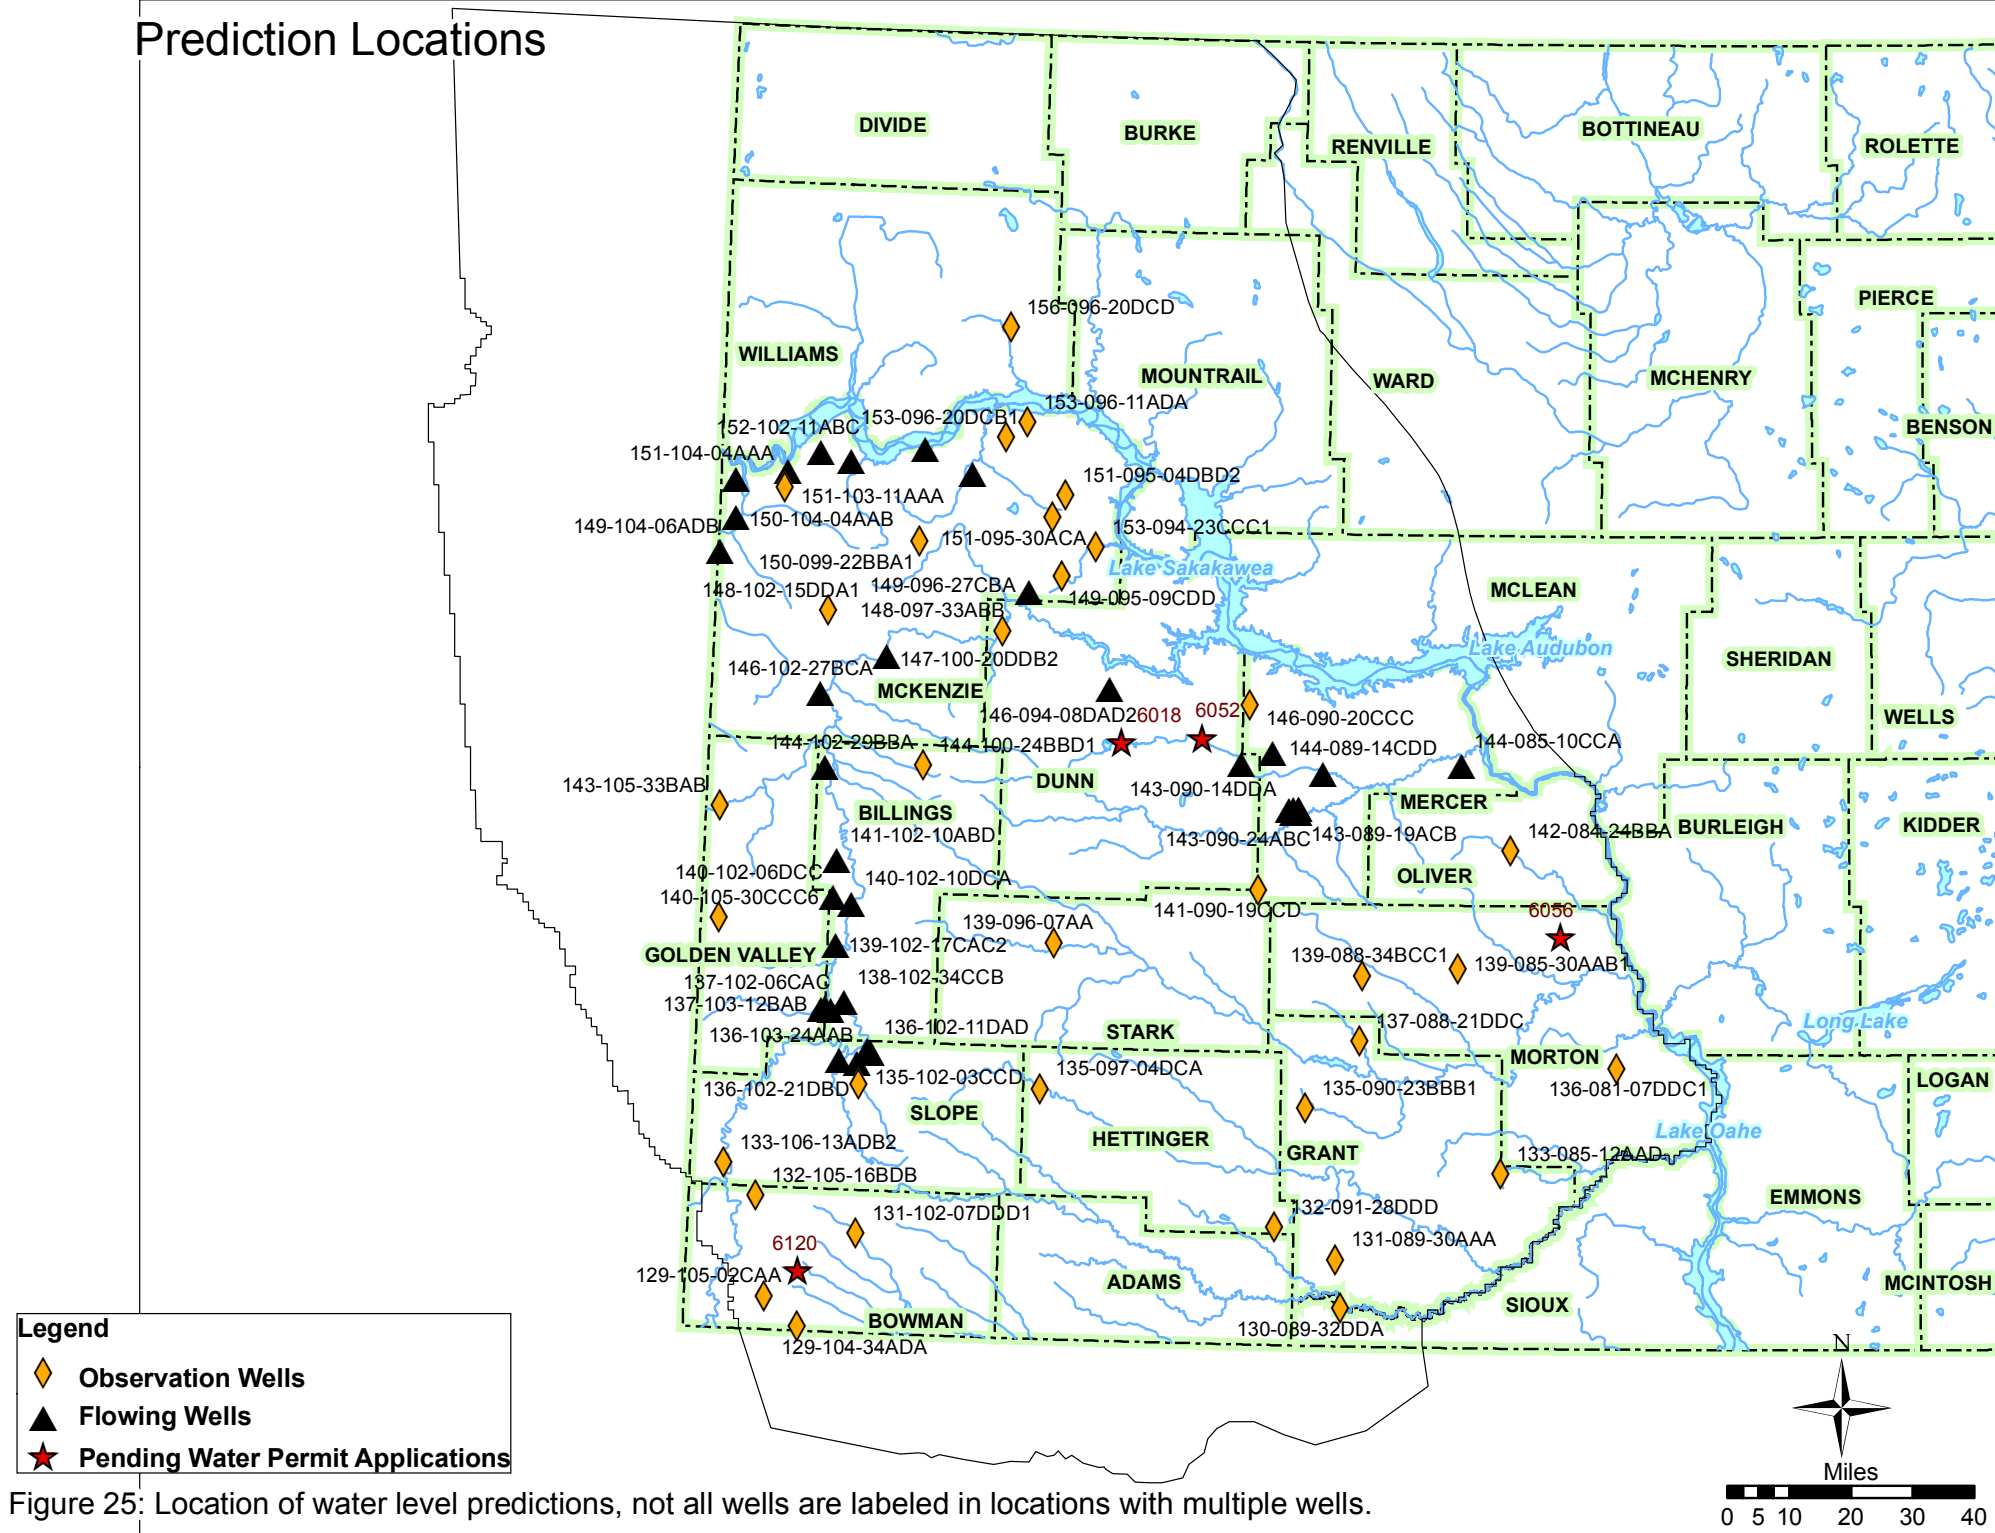 Prediction Locations
DIVIDE
BURKE
RENVILLE
BOTTINEAU
ROLETTE
PIERCE
156-096-20DCD
WILLIAMS
MOUNTRAIL
WARD
MCHENRY
BENSON
153-096-11ADA
153-096-20DCB1
152-102-11ABC
151-104-04AAA
151-095-04DBD2
151-103-11AAA
150-104-04AAB
149-104-06ADB
153-094-23CCC1
151-095-30ACA
150-099-22BBA1
Lake Sakakawea
149-096-27CBA
148-102-15DDA1
149-095-09CDD
148-097-33ABB
MCLEAN
Lake Audubon
SHERIDAN
147-100-20DDB2
146-102-27BCA
MCKENZIE
146-094-08DAD2
6018
6052
146-090-20CCC
WELLS
144-102-29BBA
144-100-24BBD1
144-089-14CDD
144-085-10CCA
143-105-33BAB
DUNN
143-090-14DDA
MERCER
BILLINGS
141-102-10ABD
143-090-24ABC
143-089-19ACB
142-084-24BBA
BURLEIGH
KIDDER
140-102-06DCC
140-102-10DCA
OLIVER
140-105-30CCC6
141-090-19CCD
6056
139-096-07AA
GOLDEN VALLEY
139-102-17CAC2
139-088-34BCC1
139-085-30AAB1
137-102-06CAC
138-102-34CCB
137-103-12BAB
Long Lake
136-103-24AAB
136-102-11DAD
STARK
137-088-21DDC
MORTON
135-097-04DCA
135-102-03CCD
136-102-21DBD
135-090-23BBB1
136-081-07DDC1
LOGAN
SLOPE
HETTINGER
GRANT
Lake Oahe
133-106-13ADB2
133-085-12AAD
132-105-16BDB
EMMONS
131-102-07DDD1
132-091-28DDD
6120
131-089-30AAA
129-105-02CAA
ADAMS
MCINTOSH
SIOUX
BOWMAN
130-089-32DDA
129-104-34ADA
Legend
Observation Wells
Flowing Wells
Pending Water Permit Applications
N
Miles
0 5 10 20 30 40
Figure 25: Location of water level predictions, not all wells are labeled in locations with multiple wells.